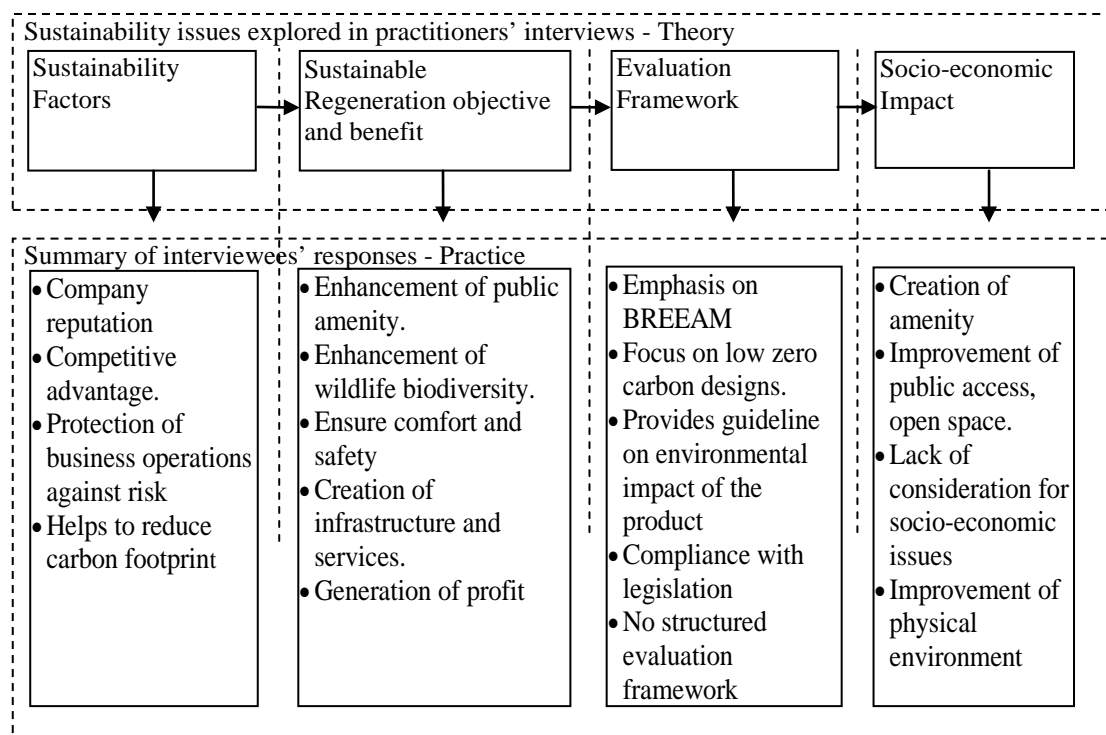 Sustainability issues explored in practitioners' interviews - Theory
Sustainability
Factors
Sustainable
Regeneration objective
and benefit
Evaluation
Framework
Socio-economic
Impact
Summary of interviewees' responses - Practice
• Company
reputation
• Competitive
advantage.
• Protection of
business operations
against risk
• Helps to reduce
carbon footprint
• Enhancement of public
amenity.
• Enhancement of
wildlife biodiversity.
• Ensure comfort and
safety
• Creation of
infrastructure and
services.
• Generation of profit
• Emphasis on
BREEAM
• Focus on low zero
carbon designs.
• Provides guideline
on environmental
impact of the
product
• Compliance with
legislation
• No structured
evaluation
framework
• Creation of
amenity
• Improvement of
public access,
open space.
• Lack of
consideration for
socio-economic
issues
• Improvement of
physical
environment